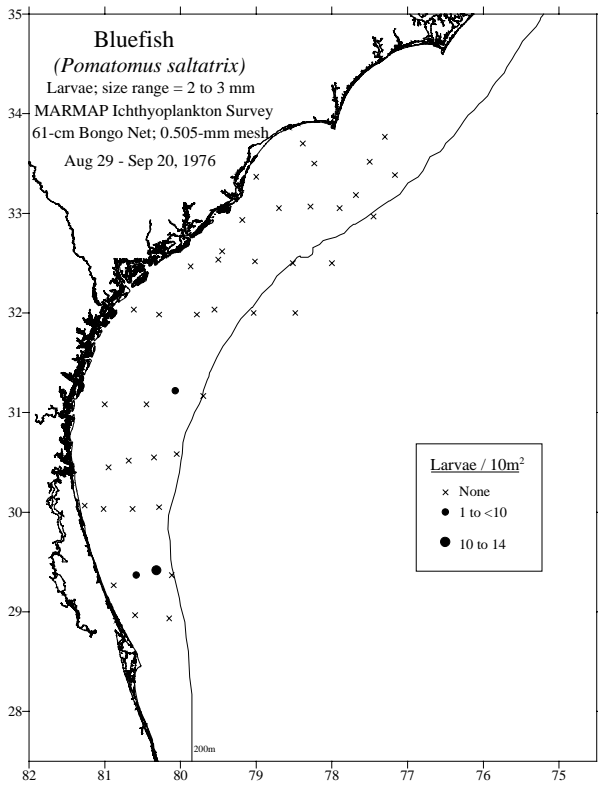 35
Bluefish
(Pomatomus saltatrix)
Larvae; size range = 2 to 3 mm
34
MARMAP Ichthyoplankton Survey
61-cm Bongo Net; 0.505-mm mesh
Aug 29 - Sep 20, 1976
33
32
31
Larvae / 10m²
× None
● 1 to <10
● 10 to 14
30
29
28
200m
82 81 80 79 78 77 76 75